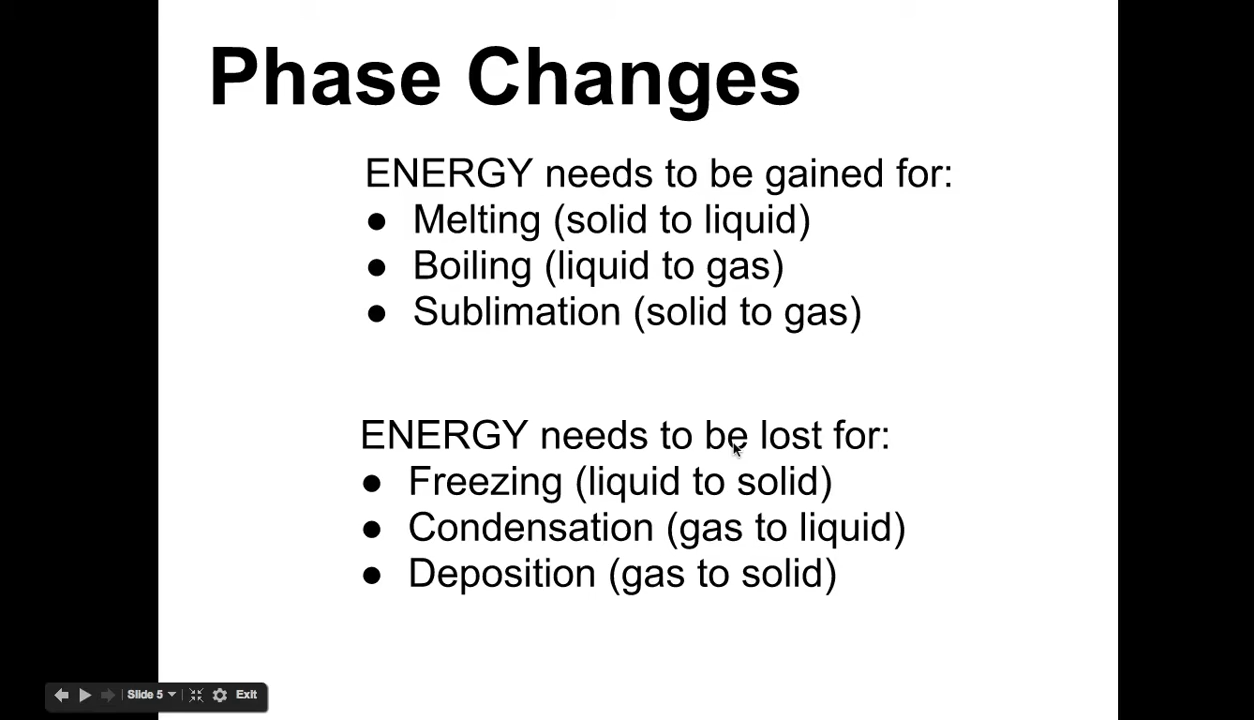 Phase Changes
ENERGY needs to be gained for:
● Melting (solid to liquid)
● Boiling (liquid to gas)
● Sublimation (solid to gas)
ENERGY needs to be lost for:
● Freezing (liquid to solid)
● Condensation (gas to liquid)
● Deposition (gas to solid)
Slide 5 Exit